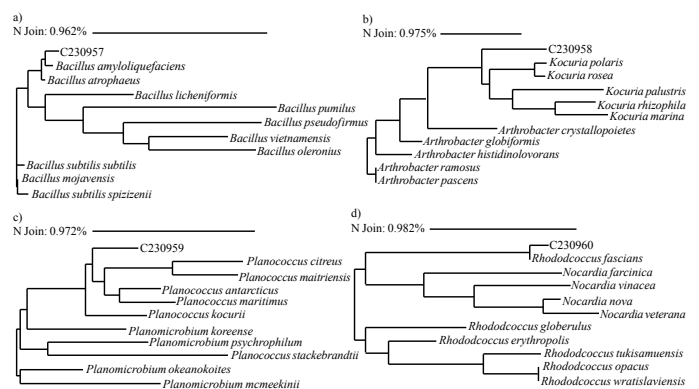 a)
N Join: 0.962%
C230957
Bacillus amyloliquefaciens
Bacillus atrophaeus
Bacillus licheniformis
Bacillus pumilus
Bacillus pseudofirmus
Bacillus vietnamensis
Bacillus oleronius
Bacillus subtilis subtilis
Bacillus mojavensis
Bacillus subtilis spizizenii
b)
N Join: 0.975%
C230958
Kocuria polaris
Kocuria rosea
Kocuria palustris
Kocuria rhizophila
Kocuria marina
Arthrobacter crystallopoietes
Arthrobacter globiformis
Arthrobacter histidinolovorans
Arthrobacter ramosus
Arthrobacter pascens
c)
N Join: 0.972%
C230959
Planococcus citreus
Planococcus maitriensis
Planococcus antarcticus
Planococcus maritimus
Planococcus kocurii
Planomicrobium koreense
Planomicrobium psychrophilum
Planococcus stackebrandtii
Planomicrobium okeanokoites
Planomicrobium mcmeekinii
d)
N Join: 0.982%
C230960
Rhododcoccus fascians
Nocardia farcinica
Nocardia vinacea
Nocardia nova
Nocardia veterana
Rhododcoccus globerulus
Rhododcoccus erythropolis
Rhododcoccus tukisamuensis
Rhododcoccus opacus
Rhododcoccus wratislaviensis